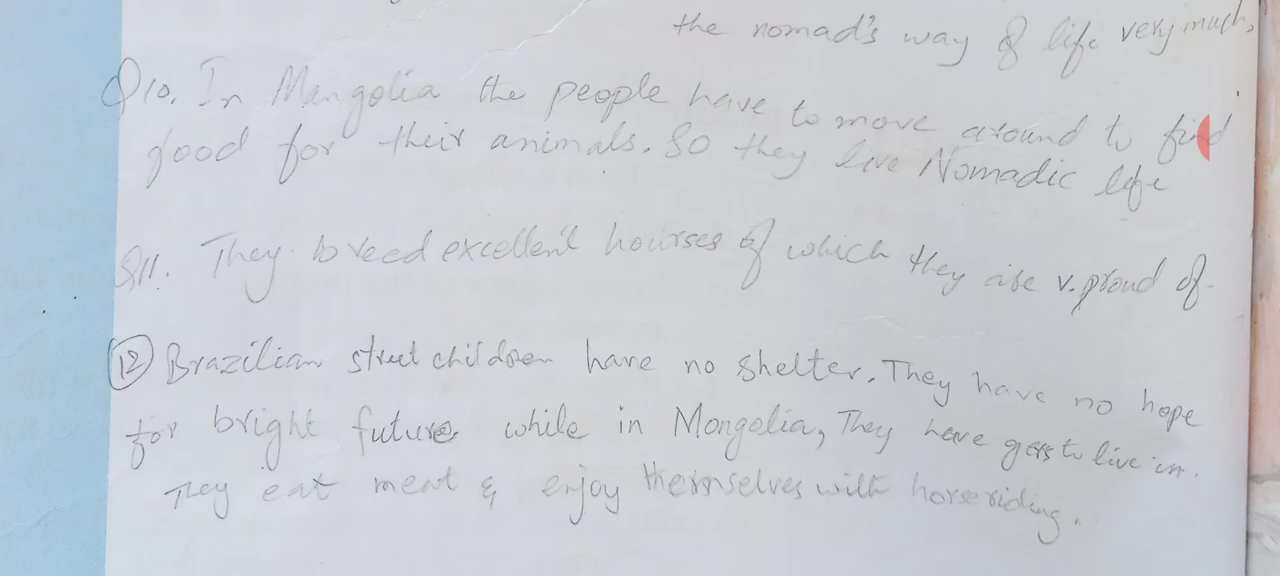 the nomad's way of life very much,
Q10. In Mangolia the people have to move around to find
food for their animals. So they live Nomadic life
Q11. They breed excellent hourses of which they are v. proud of.
12 Brazilian street children have no shelter. They have no hope
for bright future while in Mongolia, They have gers to live in.
They eat meat & enjoy themselves with horse riding.